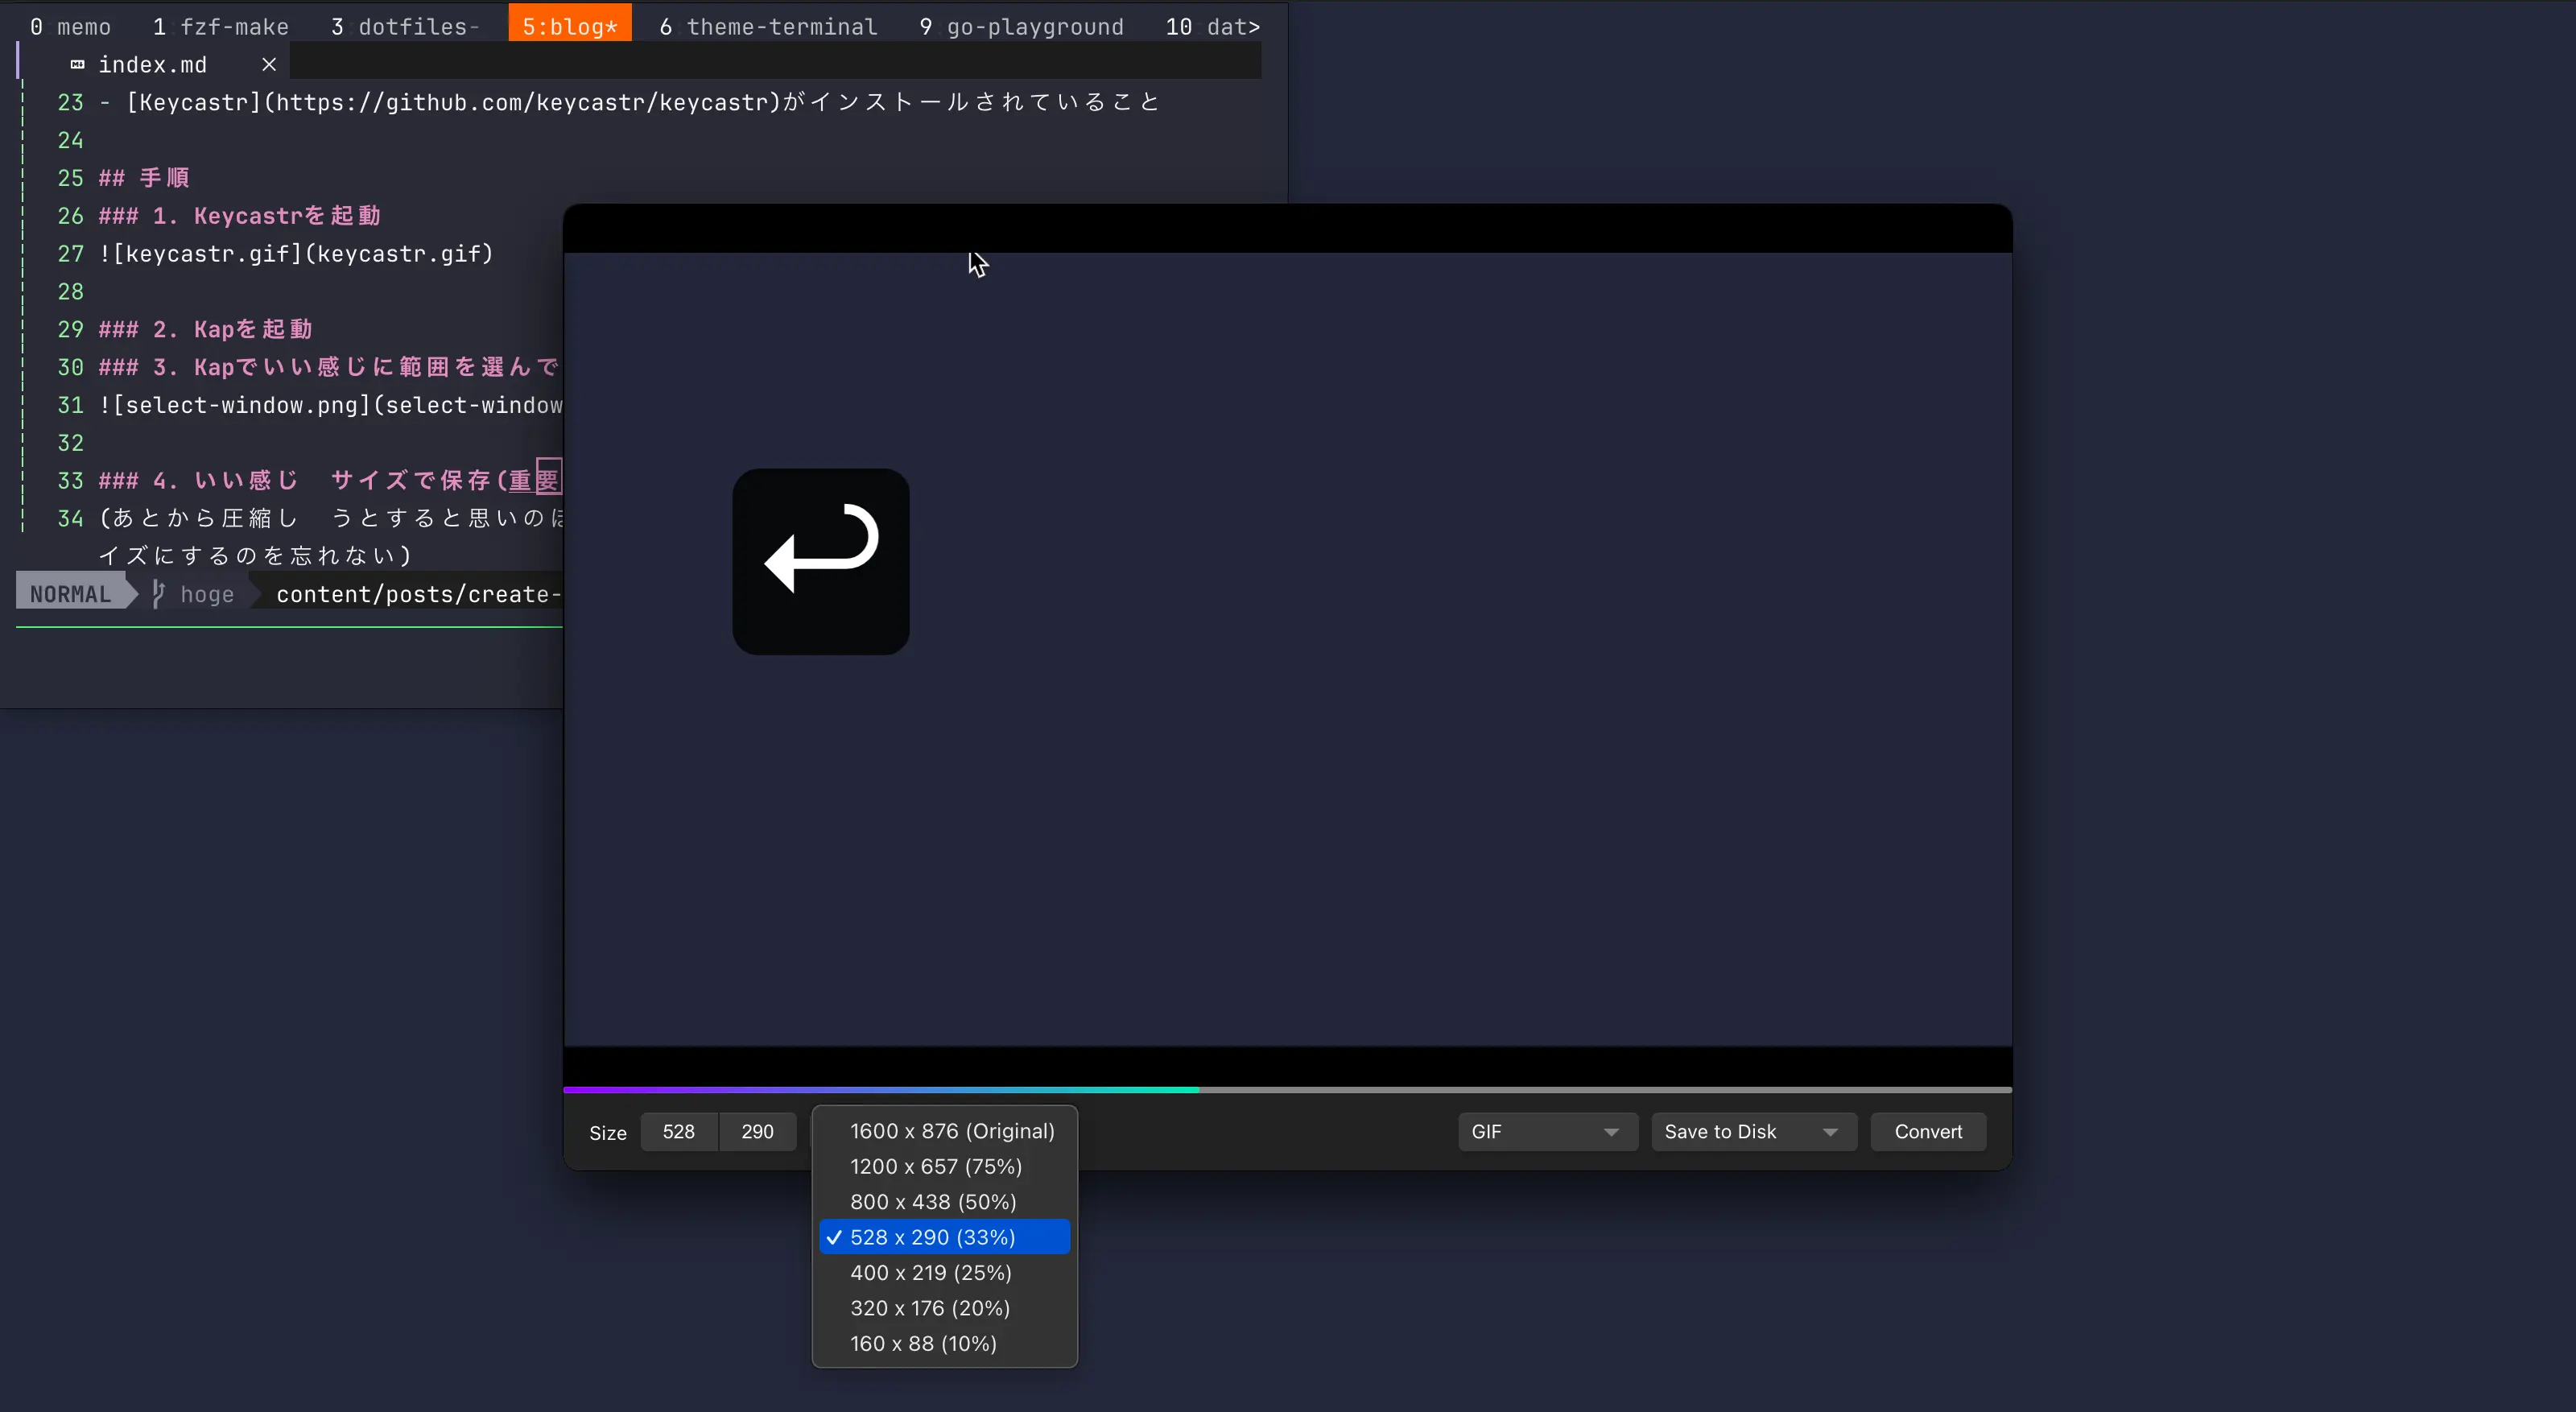 0 memo 1 fzf-make 3 dotfiles- 5:blog* 6 theme-terminal 9 go-playground 10 dat>
index.md ×
23 - [Keycastr](https://github.com/keycastr/keycastr)がインストールされていること
24
25 ## 手順
26 ### 1. Keycastrを起動
27 ![keycastr.gif](keycastr.gif)
28
29 ### 2. Kapを起動
30 ### 3. Kapでいい感じに範囲を選んで
31 ![select-window.png](select-window
32
33 ### 4. いい感じ サイズで保存(重要
34 (あとから圧縮し うとすると思いのほ
イズにするのを忘れない)
NORMAL hoge content/posts/create-
Size 528 290
1600 x 876 (Original)
1200 x 657 (75%)
800 x 438 (50%)
✓ 528 x 290 (33%)
400 x 219 (25%)
320 x 176 (20%)
160 x 88 (10%)
GIF Save to Disk Convert